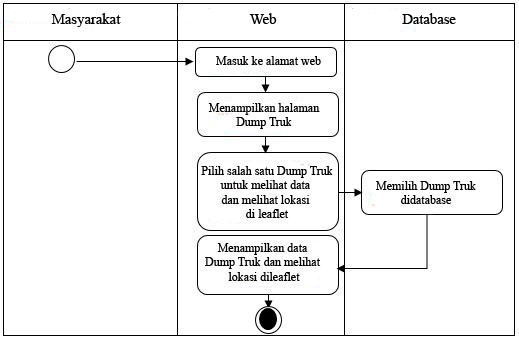 Masyarakat
Web
Database
Masuk ke alamat web
Menampilkan halaman
Dump Truk
Pilih salah satu Dump Truk
untuk melihat data
dan melihat lokasi
di leaflet
Memilih Dump Truk
didatabase
Menampilkan data
Dump Truk dan melihat
lokasi dileaflet